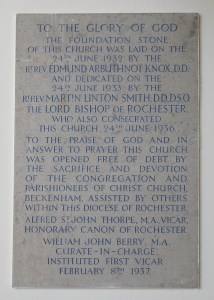 TO THE GLORY OF GOD
THE FOUNDATION STONE
OF THIS CHURCH WAS LAID ON THE
24TH JUNE 1932 BY THE
RT REV. EDMUND ARBUTHNOT KNOX, D.D.
AND DEDICATED ON THE
24TH JUNE 1933 BY THE
RT REV. MARTIN LINTON SMITH, D.D., D.S.O.
THE LORD BISHOP OF ROCHESTER,
WHO ALSO CONSECRATED
THIS CHURCH 24TH JUNE 1936.
TO THE PRAISE OF GOD AND IN
ANSWER TO PRAYER THIS CHURCH
WAS OPENED FREE OF DEBT BY
THE SACRIFICE AND DEVOTION
OF THE CONGREGATION AND
PARISHIONERS OF CHRIST CHURCH,
BECKENHAM, ASSISTED BY OTHERS
WITHIN THIS DIOCESE OF ROCHESTER
ALFRED ST JOHN THORPE, M.A. VICAR,
HONORARY CANON OF ROCHESTER
WILLIAM JOHN BERRY, M.A.
CURATE-IN-CHARGE,
INSTITUTED FIRST VICAR
FEBRUARY 8TH 1937